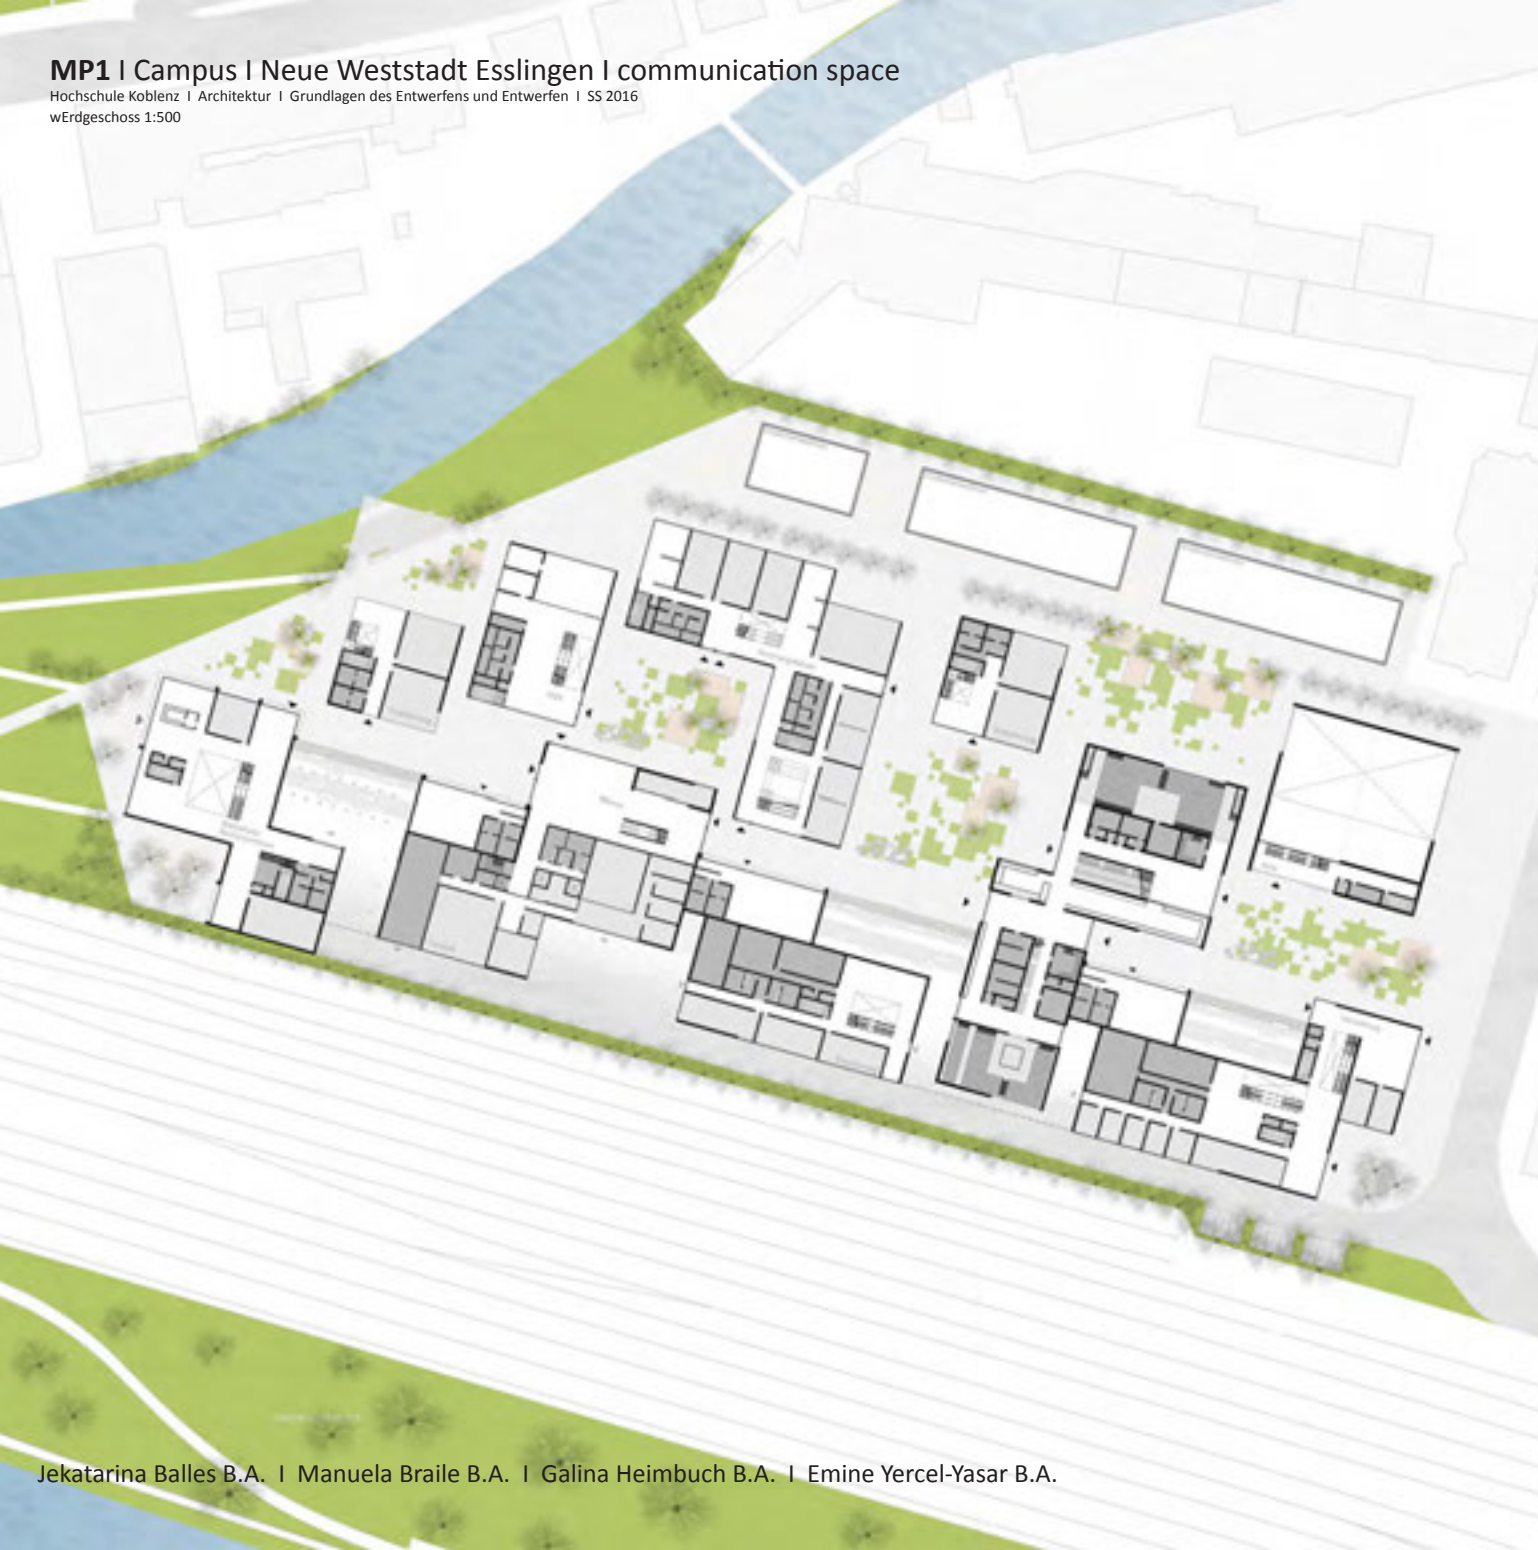 MP1 I Campus I Neue Weststadt Esslingen I communication space
Hochschule Koblenz I Architektur I Grundlagen des Entwerfens und Entwerfen I SS 2016
wErdgeschoss 1:500
Jekatarina Balles B.A. I Manuela Braile B.A. I Galina Heimbuch B.A. I Emine Yercel-Yasar B.A.